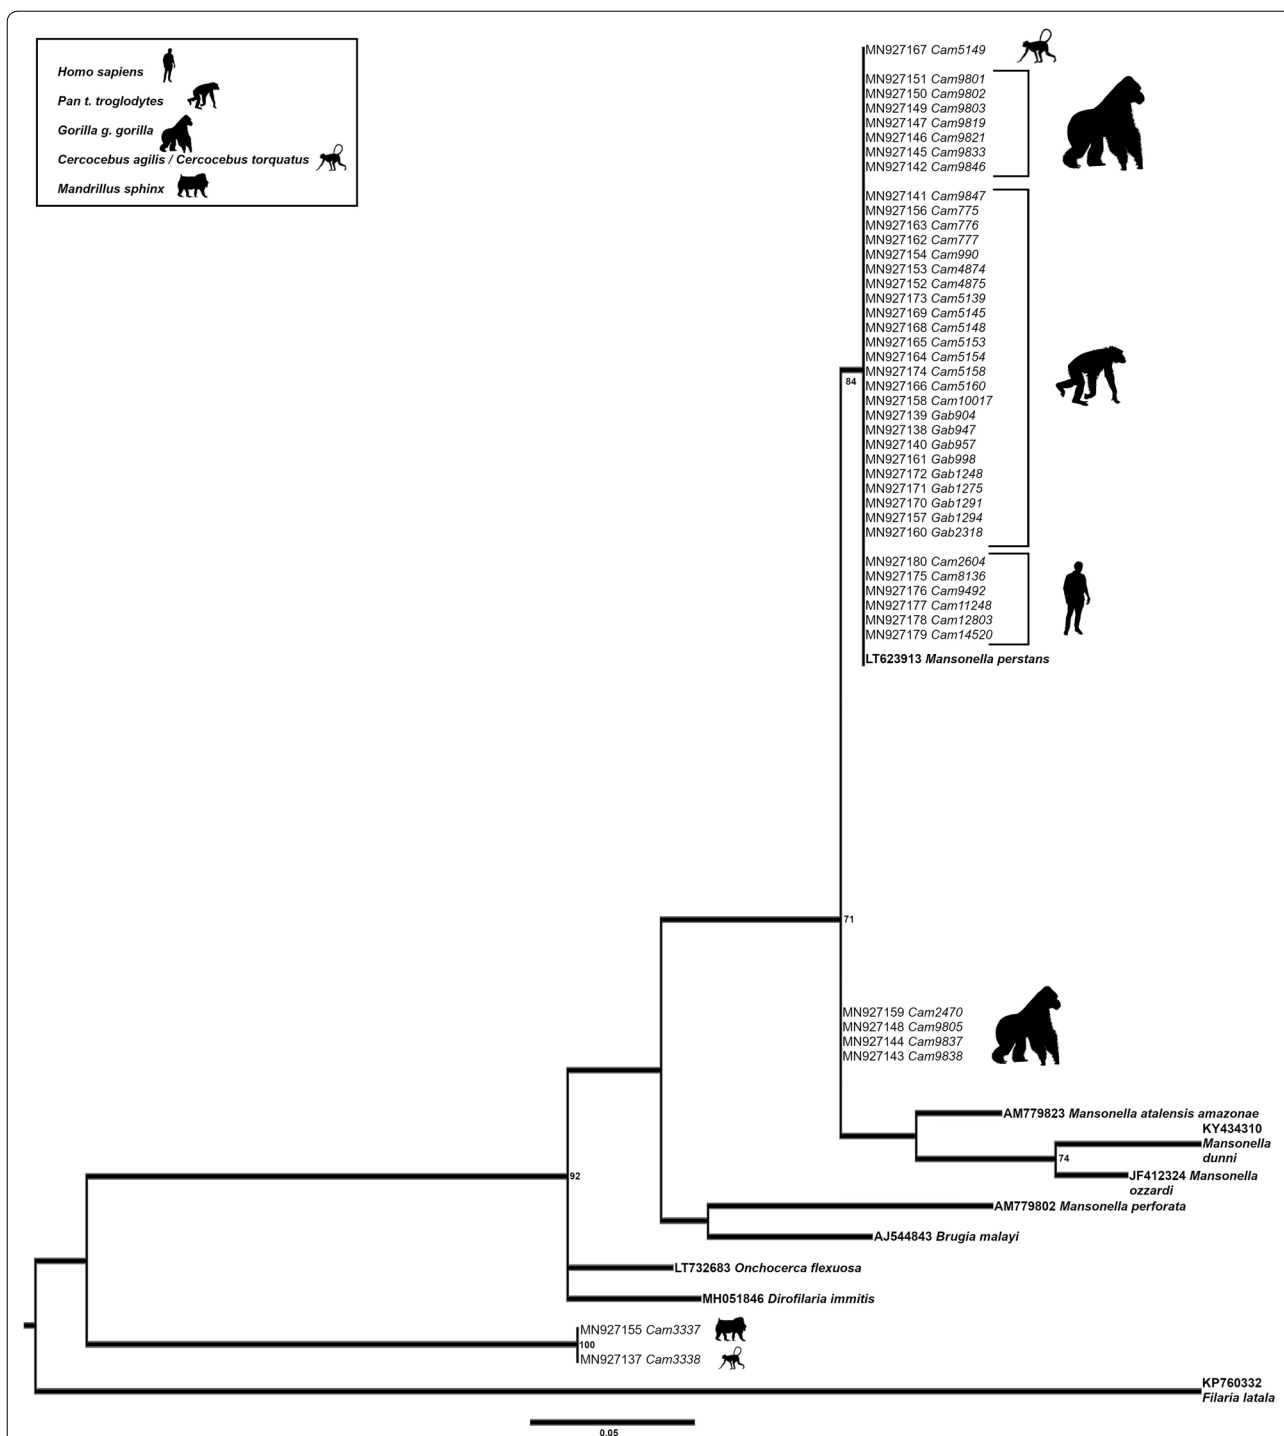 Homo sapiens
Pan t. troglodytes
Gorilla g. gorilla
Cercocebus agilis / Cercocebus torquatus
Mandrillus sphinx
MN927167 Cam5149
MN927151 Cam9801
MN927150 Cam9802
MN927149 Cam9803
MN927147 Cam9819
MN927146 Cam9821
MN927145 Cam9833
MN927142 Cam9846
MN927141 Cam9847
MN927156 Cam775
MN927163 Cam776
MN927162 Cam777
MN927154 Cam990
MN927153 Cam4874
MN927152 Cam4875
MN927173 Cam5139
MN927169 Cam5145
MN927168 Cam5148
MN927165 Cam5153
MN927164 Cam5154
MN927174 Cam5158
MN927166 Cam5160
MN927158 Cam10017
MN927139 Gab904
MN927138 Gab947
MN927140 Gab957
MN927161 Gab998
MN927172 Gab1248
MN927171 Gab1275
MN927170 Gab1291
MN927157 Gab1294
MN927160 Gab2318
84
MN927180 Cam2604
MN927175 Cam8136
MN927176 Cam9492
MN927177 Cam11248
MN927178 Cam12803
MN927179 Cam14520
LT623913 Mansonella perstans
71
MN927159 Cam2470
MN927148 Cam9805
MN927144 Cam9837
MN927143 Cam9838
AM779823 Mansonella atalensis amazonae
KY434310
Mansonella
dunni
74
JF412324 Mansonella
ozzardi
92
AM779802 Mansonella perforata
AJ544843 Brugia malayi
LT732683 Onchocerca flexuosa
MH051846 Dirofilaria immitis
MN927155 Cam3337
100
MN927137 Cam3338
KP760332
Filaria latala
0.05